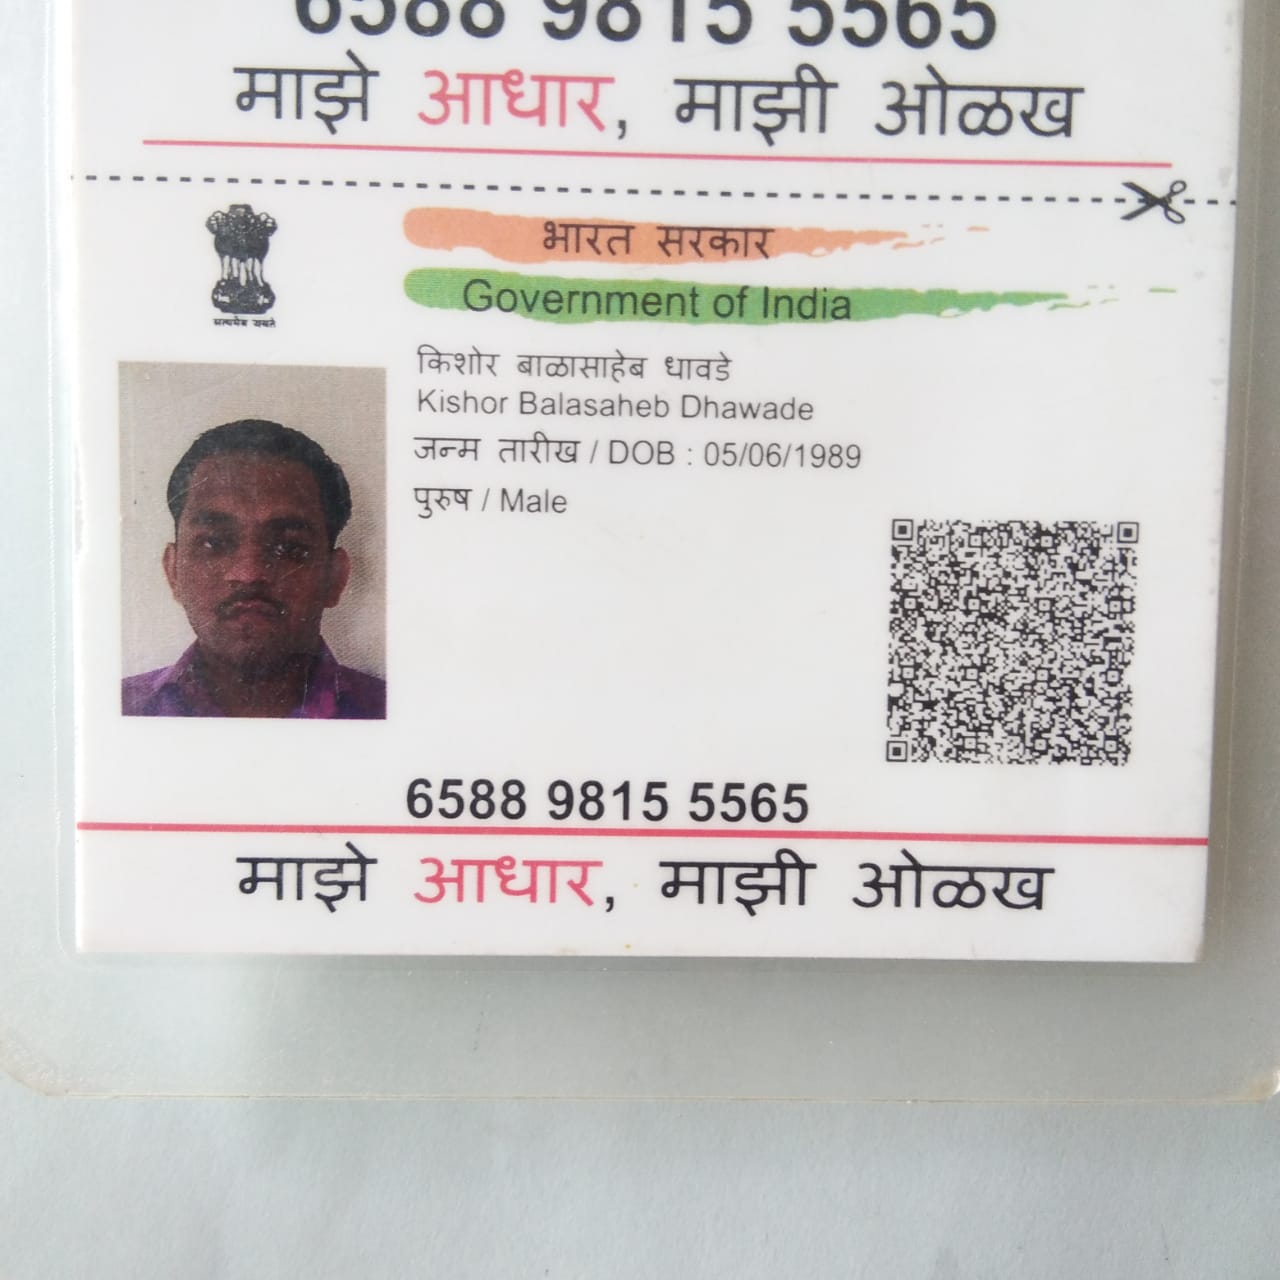 6588 9815 5565
माझे आधार, माझी ओळख
सत्यमेव जयते
भारत सरकार
Government of India
किशोर बाळासाहेब धावडे
Kishor Balasaheb Dhawade
जन्म तारीख / DOB : 05/06/1989
पुरुष / Male
6588 9815 5565
माझे आधार, माझी ओळख